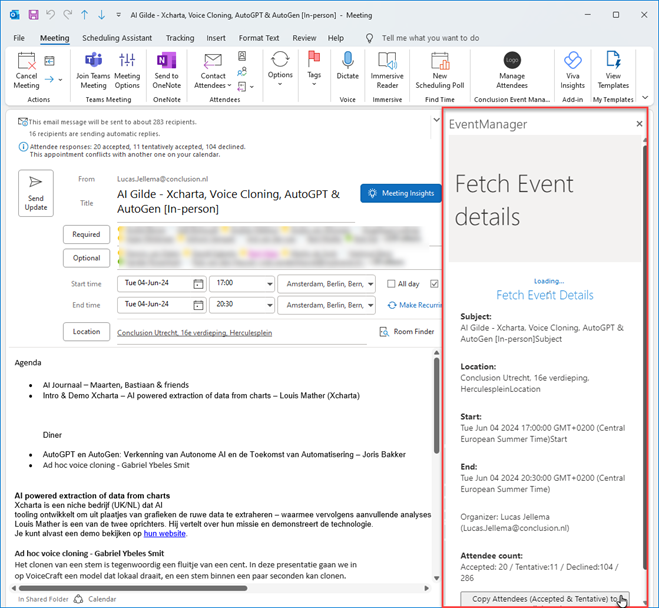 AI Gilde - Xcharta, Voice Cloning, AutoGPT & AutoGen [In-person] - Meeting
File Meeting Scheduling Assistant Tracking Insert Format Text Review Help Tell me what you want to do
Cancel Meeting
Join Teams Meeting
Meeting Options
Send to OneNote
Contact Attendees
Options
Tags
Dictate
Immersive Reader
New Scheduling Poll
Logo
Manage Attendees
Viva Insights
View Templates
Actions Teams Meeting OneNote Attendees Voice Immersive Find Time Conclusion Event Mana... Add-in My Templates
This email message will be sent to about 283 recipients.
16 recipients are sending automatic replies.
Attendee responses: 20 accepted, 11 tentatively accepted, 104 declined.
This appointment conflicts with another one on your calendar.
Send Update
From Lucas.Jellema@conclusion.nl
Title AI Gilde - Xcharta, Voice Cloning, AutoGPT &
AutoGen [In-person]
Meeting Insights
Required
Optional
Start time Tue 04-Jun-24 17:00 Amsterdam, Berlin, Bern, All day
End time Tue 04-Jun-24 20:30 Amsterdam, Berlin, Bern, Make Recurrin
Location Conclusion Utrecht, 16e verdieping, Herculesplein Room Finder
Agenda
• AI Journaal – Maarten, Bastiaan & friends
• Intro & Demo Xcharta – AI powered extraction of data from charts – Louis Mather (Xcharta)
Diner
• AutoGPT en AutoGen: Verkenning van Autonome AI en de Toekomst van Automatisering – Joris Bakker
• Ad hoc voice cloning - Gabriel Ybeles Smit
AI powered extraction of data from charts
Xcharta is een niche bedrijf (UK/NL) dat AI
tooling ontwikkelt om uit plaatjes van grafieken de ruwe data te extraheren – waarmee vervolgens aanvullende analyses
Louis Mather is een van de twee oprichters. Hij vertelt over hun missie en demonstreert de technologie.
Je kunt alvast een demo bekijken op hun website.
Ad hoc voice cloning - Gabriel Ybeles Smit
Het clonen van een stem is tegenwoordig een fluitje van een cent. In deze presentatie gaan we in
op VoiceCraft een model dat lokaal draait, en een stem binnen een paar seconden kan clonen.
In Shared Folder Calendar
EventManager
Fetch Event
details
Loading...
Fetch Event Details
Subject:
AI Gilde - Xcharta, Voice Cloning, AutoGPT &
AutoGen [In-person]Subject
Location:
Conclusion Utrecht, 16e verdieping,
HerculespleinLocation
Start:
Tue Jun 04 2024 17:00:00 GMT+0200 (Central
European Summer Time)Start
End:
Tue Jun 04 2024 20:30:00 GMT+0200 (Central
European Summer Time)
Organizer: Lucas Jellema
(Lucas.Jellema@conclusion.nl)
Attendee count:
Accepted: 20 / Tentative:11 / Declined:104 /
286
Copy Attendees (Accepted & Tentative) to